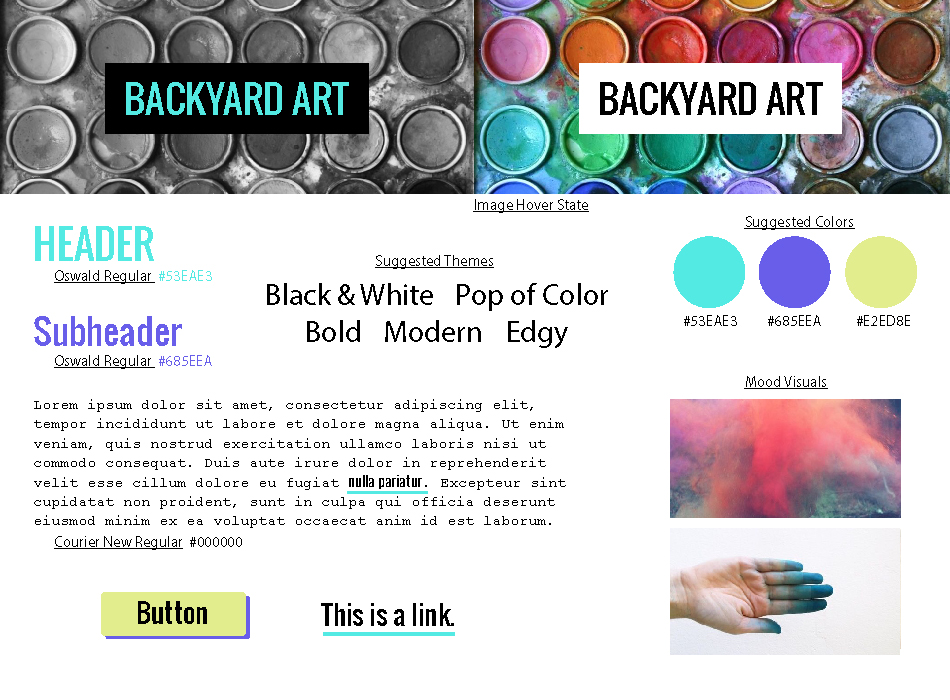 BACKYARD ART
BACKYARD ART
Image Hover State
HEADER
Oswald Regular #53EAE3
Subheader
Oswald Regular #685EEA
Suggested Themes
Black & White Pop of Color
Bold Modern Edgy
Suggested Colors
#53EAE3 #685EEA #E2ED8E
Mood Visuals
Lorem ipsum dolor sit amet, consectetur adipiscing elit,
tempor incididunt ut labore et dolore magna aliqua. Ut enim
veniam, quis nostrud exercitation ullamco laboris nisi ut
commodo consequat. Duis aute irure dolor in reprehenderit
velit esse cillum dolore eu fugiat nulla pariatur. Excepteur sint
cupidatat non proident, sunt in culpa qui officia deserunt
eiusmod minim ex ea voluptat occaecat anim id est laborum.
Courier New Regular #000000
Button
This is a link.